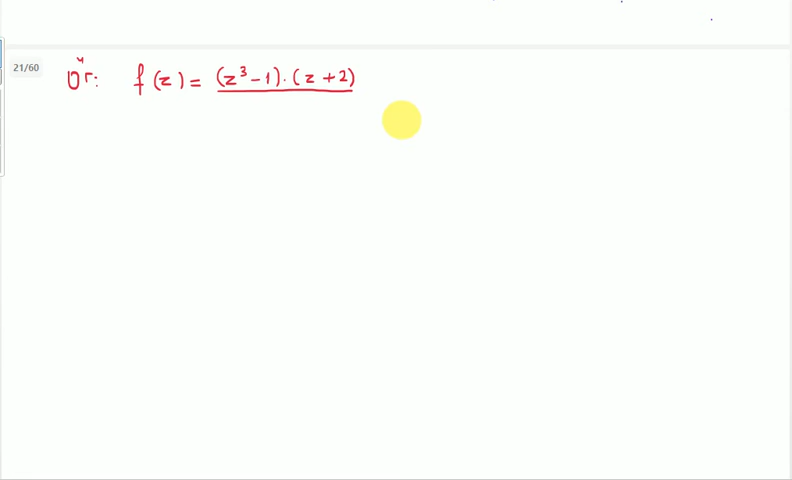 21/60
Ör: f(z) = (z³-1).(z+2)